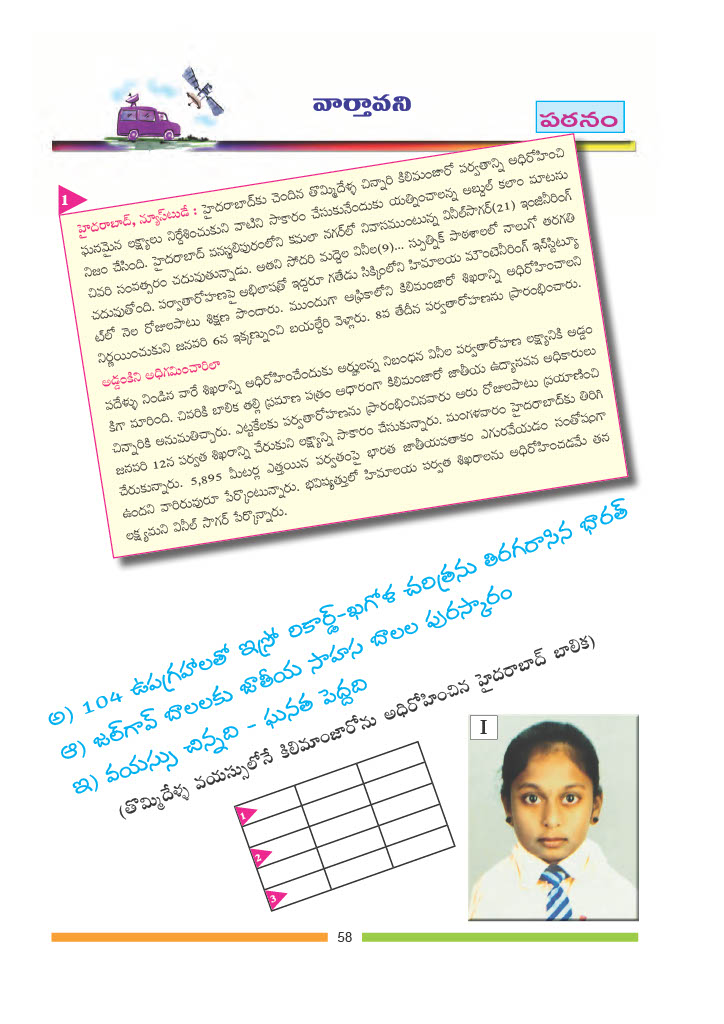 వార్తావని
పఠనం
1
హైదరాబాద్, న్యూస్‌టుడే : హైదరాబాద్‌కు చెందిన తొమ్మిదేళ్ళ చిన్నారి కిలిమంజారో పర్వతాన్ని అధిరోహించి
ఘనమైన లక్ష్యాలు నిర్దేశించుకుని వాటిని సాకారం చేసుకునేందుకు యత్నించాలన్న అబ్దుల్ కలాం మాటను
నిజం చేసింది. హైదరాబాద్ వనస్థలిపురంలోని కమలా నగర్‌లో నివాసముంటున్న వినీల్‌సాగర్(21) ఇంజినీరింగ్
చివరి సంవత్సరం చదువుతున్నాడు. అతని సోదరి మద్దెల వినీల(9)... స్పుత్నిక్ పాఠశాలలో నాలుగో తరగతి
చదువుతోంది. పర్వతారోహణపై అభిలాషతో ఇద్దరూ గతేడు సిక్కింలోని హిమాలయ మౌంటెనీరింగ్ ఇన్‌స్టిట్యూ
ట్‌లో నెల రోజులపాటు శిక్షణ పొందారు. ముందుగా ఆఫ్రికాలోని కిలిమంజారో శిఖరాన్ని అధిరోహించాలని
నిర్ణయించుకుని జనవరి 6న ఇక్కణ్నుంచి బయల్దేరి వెళ్లారు. 8వ తేదీన పర్వతారోహణను ప్రారంభించారు.
అడ్డంకిని అధిగమించారిలా
పదేళ్ళు నిండిన వారే శిఖరాన్ని అధిరోహించేందుకు అర్హులన్న నిబంధన వినీల పర్వతారోహణ లక్ష్యానికి అడ్డం
కిగా మారింది. చివరికి బాలిక తల్లి ప్రమాణ పత్రం ఆధారంగా కిలిమంజారో జాతీయ ఉద్యానవన అధికారులు
చిన్నారికి అనుమతిచ్చారు. ఎట్టకేలకు పర్వతారోహణను ప్రారంభించినవారు ఆరు రోజులపాటు ప్రయాణించి
జనవరి 12న పర్వత శిఖరాన్ని చేరుకుని లక్ష్యాన్ని సాకారం చేసుకున్నారు. మంగళవారం హైదరాబాద్‌కు తిరిగి
చేరుకున్నారు. 5,895 మీటర్ల ఎత్తయిన పర్వతంపై భారత జాతీయపతాకం ఎగురవేయడం సంతోషంగా
ఉందని వారిరువురూ పేర్కొంటున్నారు. భవిష్యత్తులో హిమాలయ పర్వత శిఖరాలను అధిరోహించడమే తన
లక్ష్యమని వినీల్ సాగర్ పేర్కొన్నారు.
అ) 104 ఉపగ్రహాలతో ఇస్రో రికార్డ్-ఖగోళ చరిత్రను తిరగరాసిన భారత్
ఆ) జల్‌గావ్ బాలలకు జాతీయ సాహస బాలల పురస్కారం
ఇ) వయస్సు చిన్నది - ఘనత పెద్దది
(తొమ్మిదేళ్ళ వయస్సులోనే కిలిమాంజారోను అధిరోహించిన హైదరాబాద్ బాలిక)
I
1
2
3
58